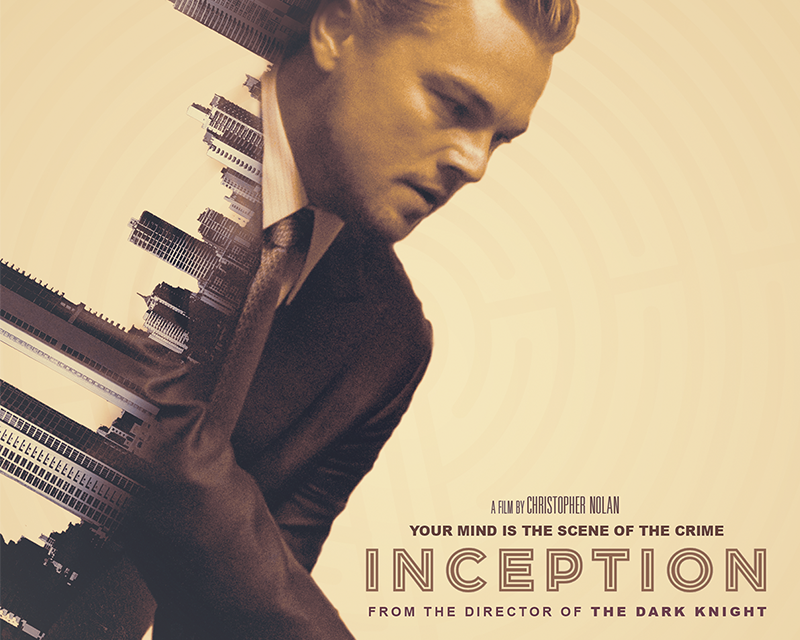 A FILM BY CHRISTOPHER NOLAN
YOUR MIND IS THE SCENE OF THE CRIME
INCEPTION
FROM THE DIRECTOR OF THE DARK KNIGHT